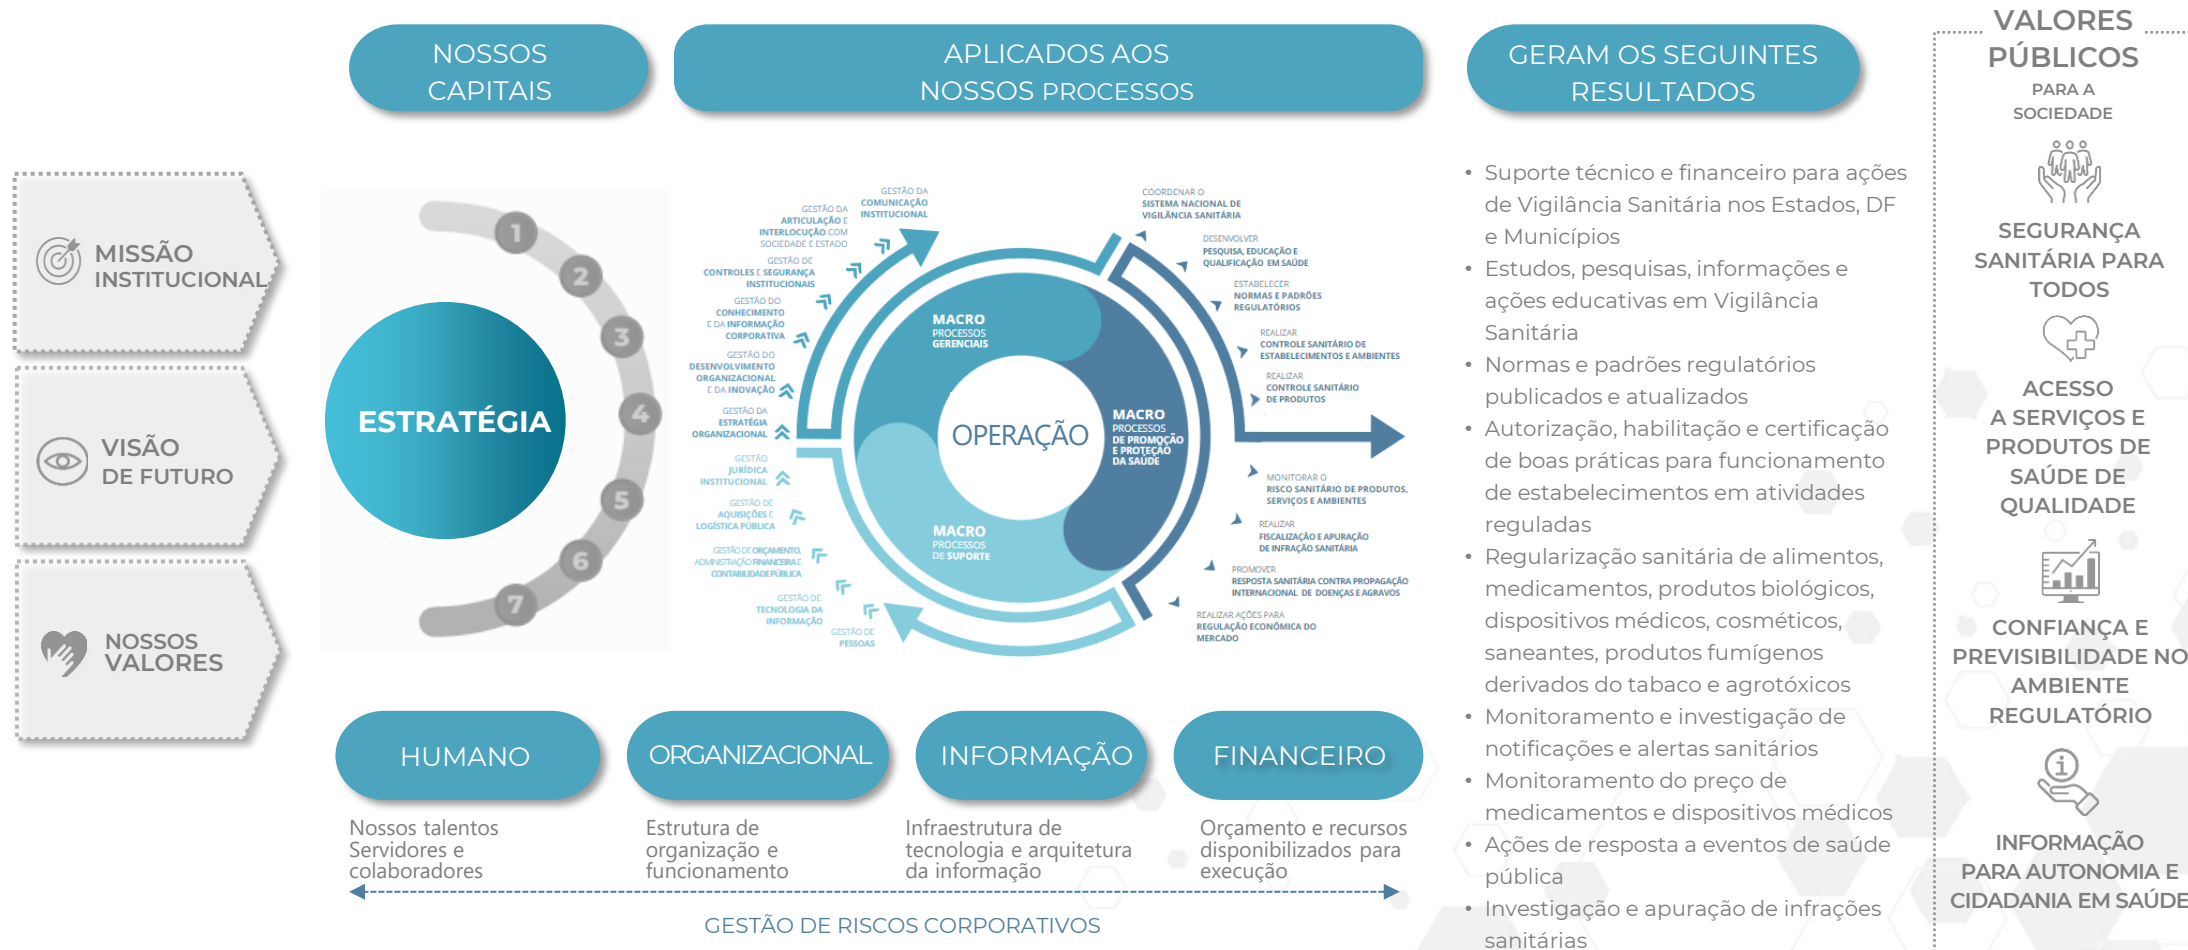 NOSSOS
CAPITAIS
APLICADOS AOS
NOSSOS PROCESSOS
GERAM OS SEGUINTES
RESULTADOS
VALORES
PÚBLICOS
PARA A
SOCIEDADE
MISSÃO
INSTITUCIONAL
VISÃO
DE FUTURO
NOSSOS
VALORES
ESTRATÉGIA
1
2
3
4
5
6
7
GESTÃO DA
COMUNICAÇÃO
INSTITUCIONAL
GESTÃO DA
ARTICULAÇÃO E
INTERLOCUÇÃO COM
SOCIEDADE E ESTADO
GESTÃO DE
CONTROLES E SEGURANÇA
INSTITUCIONAIS
GESTÃO DO
CONHECIMENTO
E DA INFORMAÇÃO
CORPORATIVA
GESTÃO DO
DESENVOLVIMENTO
ORGANIZACIONAL
E DA INOVAÇÃO
GESTÃO DA
ESTRATÉGIA
ORGANIZACIONAL
GESTÃO
JURÍDICA
INSTITUCIONAL
GESTÃO DE
AQUISIÇÕES E
LOGÍSTICA PÚBLICA
GESTÃO DE ORÇAMENTO,
ADMINISTRAÇÃO FINANCEIRA E
CONTABILIDADE PÚBLICA
GESTÃO DE
TECNOLOGIA DA
INFORMAÇÃO
GESTÃO DE
PESSOAS
MACRO
PROCESSOS
GERENCIAIS
OPERAÇÃO
MACRO
PROCESSOS
DE PROMOÇÃO
E PROTEÇÃO
DA SAÚDE
MACRO
PROCESSOS
DE SUPORTE
COORDENAR O
SISTEMA NACIONAL DE
VIGILÂNCIA SANITÁRIA
DESENVOLVER
PESQUISA, EDUCAÇÃO E
QUALIFICAÇÃO EM SAÚDE
ESTABELECER
NORMAS E PADRÕES
REGULATÓRIOS
REALIZAR
CONTROLE SANITÁRIO DE
ESTABELECIMENTOS E AMBIENTES
REALIZAR
CONTROLE SANITÁRIO
DE PRODUTOS
MONITORAR O
RISCO SANITÁRIO DE PRODUTOS,
SERVIÇOS E AMBIENTES
REALIZAR
FISCALIZAÇÃO E APURAÇÃO
DE INFRAÇÃO SANITÁRIA
PROMOVER
RESPOSTA SANITÁRIA CONTRA PROPAGAÇÃO
INTERNACIONAL DE DOENÇAS E AGRAVOS
REALIZAR AÇÕES PARA
REGULAÇÃO ECONÔMICA DO
MERCADO
HUMANO
Nossos talentos
Servidores e
colaboradores
ORGANIZACIONAL
Estrutura de
organização e
funcionamento
INFORMAÇÃO
Infraestrutura de
tecnologia e arquitetura
da informação
FINANCEIRO
Orçamento e recursos
disponibilizados para
execução
GESTÃO DE RISCOS CORPORATIVOS
• Suporte técnico e financeiro para ações
de Vigilância Sanitária nos Estados, DF
e Municípios
• Estudos, pesquisas, informações e
ações educativas em Vigilância
Sanitária
• Normas e padrões regulatórios
publicados e atualizados
• Autorização, habilitação e certificação
de boas práticas para funcionamento
de estabelecimentos em atividades
reguladas
• Regularização sanitária de alimentos,
medicamentos, produtos biológicos,
dispositivos médicos, cosméticos,
saneantes, produtos fumígenos
derivados do tabaco e agrotóxicos
• Monitoramento e investigação de
notificações e alertas sanitários
• Monitoramento do preço de
medicamentos e dispositivos médicos
• Ações de resposta a eventos de saúde
pública
• Investigação e apuração de infrações
sanitárias
SEGURANÇA
SANITÁRIA PARA
TODOS
ACESSO
A SERVIÇOS E
PRODUTOS DE
SAÚDE DE
QUALIDADE
CONFIANÇA E
PREVISIBILIDADE NO
AMBIENTE
REGULATÓRIO
INFORMAÇÃO
PARA AUTONOMIA E
CIDADANIA EM SAÚDE